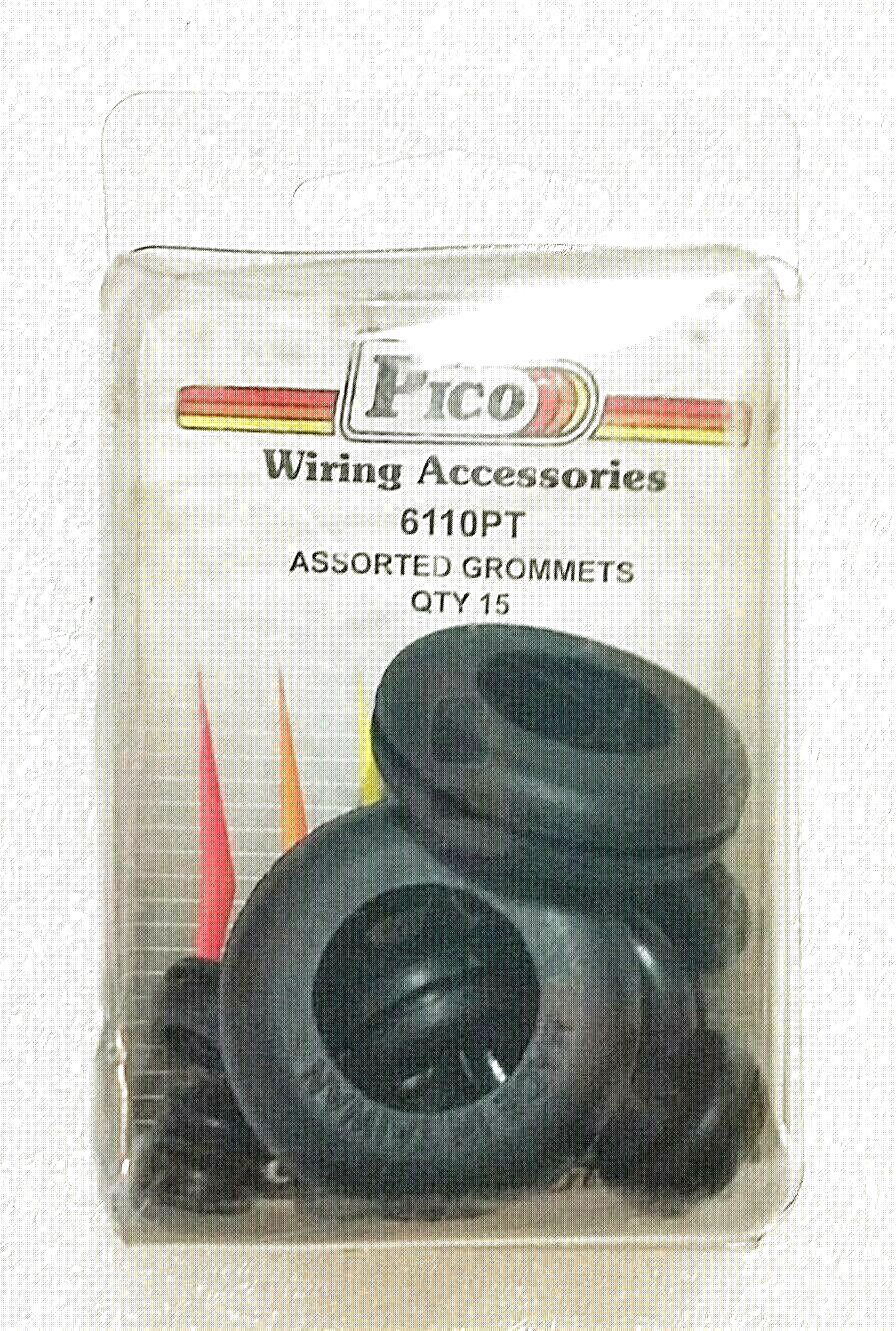 Pico
Wiring Accessories
6110PT
ASSORTED GROMMETS
QTY 15